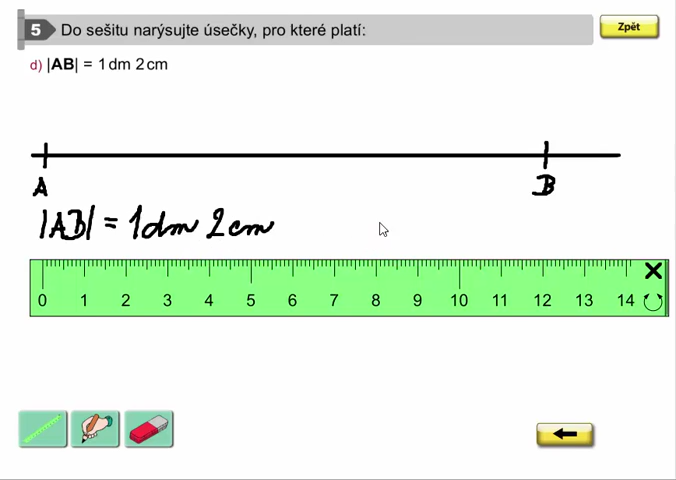 5 Do sešitu narýsujte úsečky, pro které platí: Zpět
d) |AB| = 1 dm 2 cm
A B
|AB| = 1dm 2cm
0 1 2 3 4 5 6 7 8 9 10 11 12 13 14